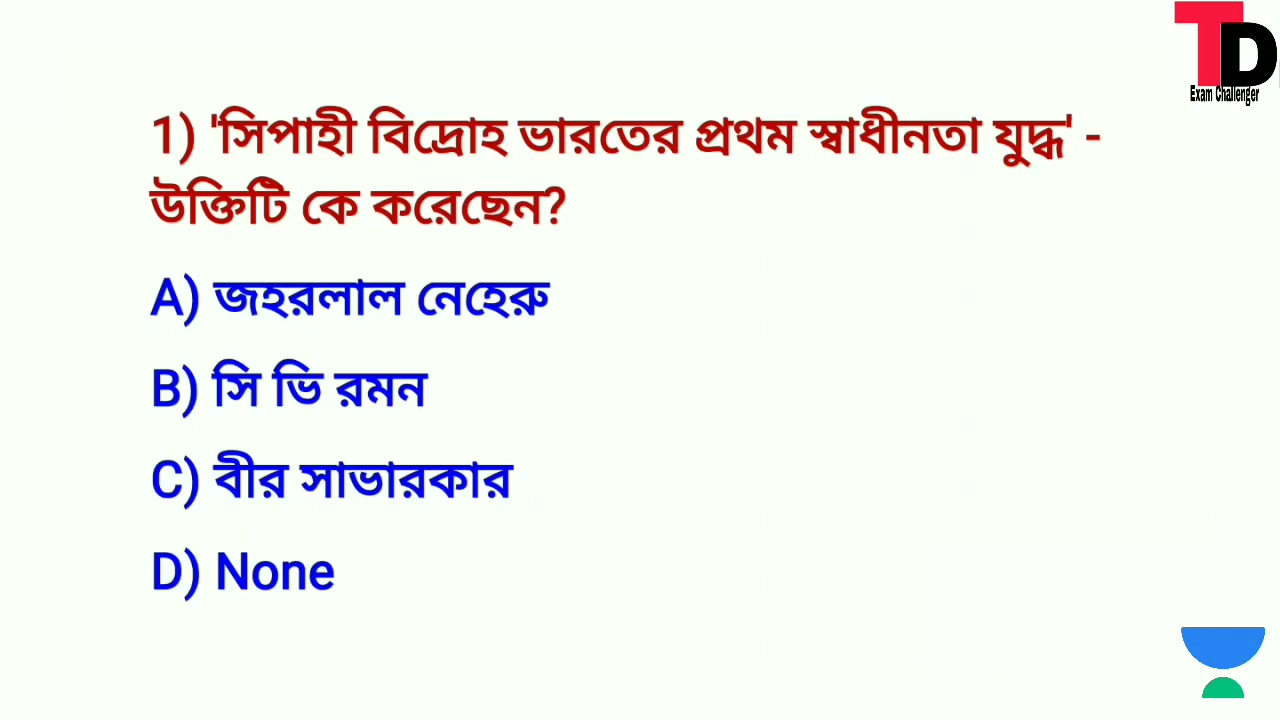 TD
Exam Challenger
1) 'সিপাহী বিদ্রোহ ভারতের প্রথম স্বাধীনতা যুদ্ধ' -
উক্তিটি কে করেছেন?
A) জহরলাল নেহেরু
B) সি ভি রমন
C) বীর সাভারকার
D) None